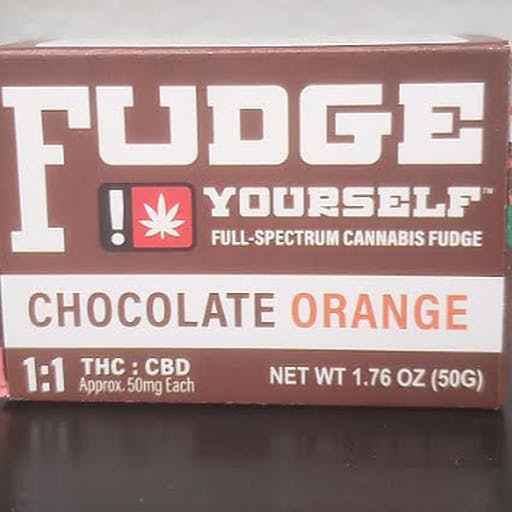 FUDGE
YOURSELF™
!
FULL-SPECTRUM CANNABIS FUDGE
CHOCOLATE ORANGE
1:1 THC : CBD
Approx. 50mg Each
NET WT 1.76 OZ (50G)